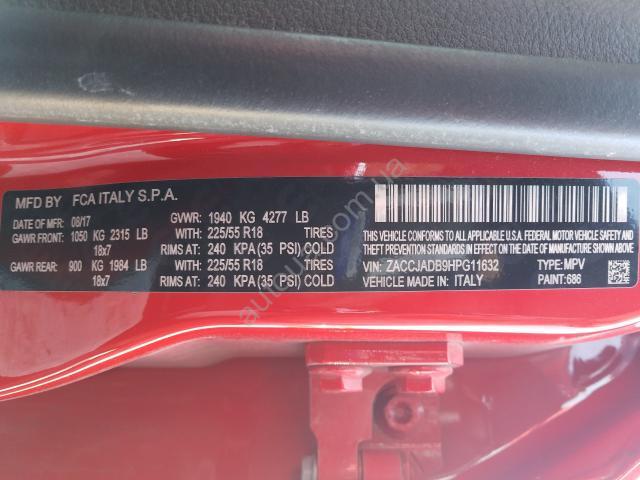 MFD BY FCA ITALY S.P.A.
DATE OF MFR: 08/17 GVWR: 1940 KG 4277 LB
GAWR FRONT: 1050 KG 2315 LB WITH: 225/55 R18 TIRES
18x7 RIMS AT: 240 KPA(35 PSI) COLD
GAWR REAR: 900 KG 1984 LB WITH: 225/55 R18 TIRES
18x7 RIMS AT: 240 KPA(35 PSI) COLD
THIS VEHICLE CONFORMS TO ALL APPLICABLE U.S.A. FEDERAL MOTOR VEHICLE SAFETY AND
THEFT PREVENTION STANDARDS IN EFFECT ON THE DATE OF MANUFACTURE SHOWN ABOVE.
VIN: ZACCJADB9HPG11632 TYPE: MPV
VEHICLE MADE IN: ITALY PAINT: 686
autoua.com.ua